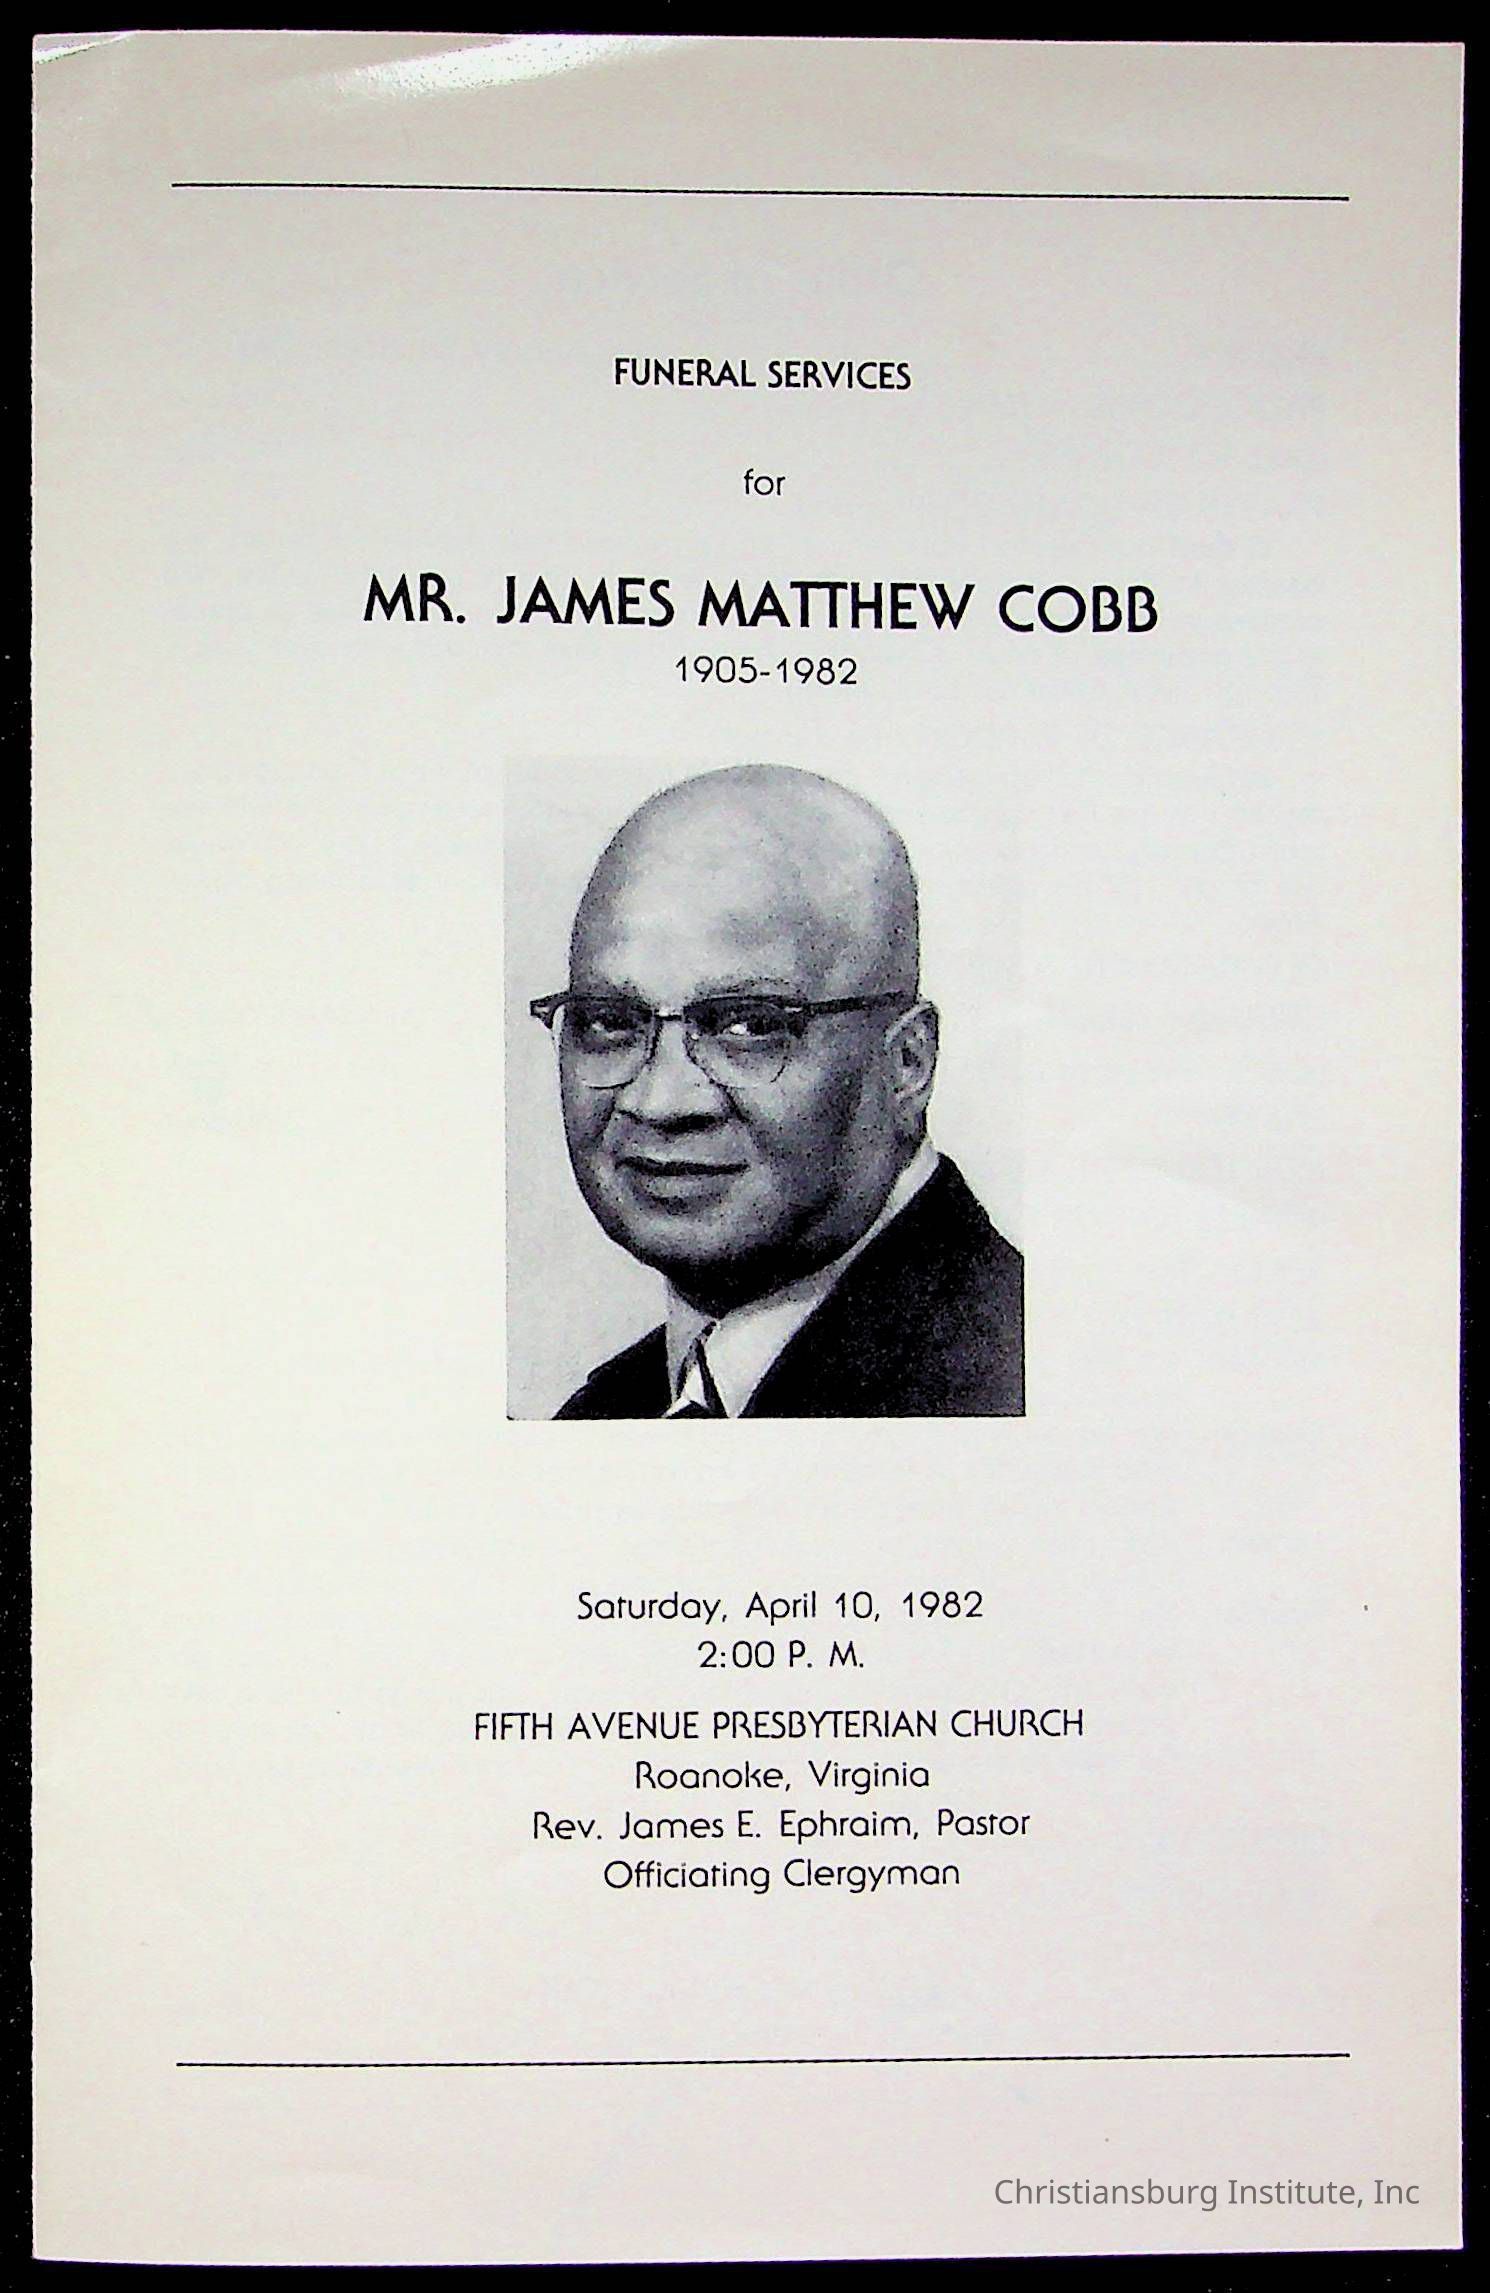 FUNERAL SERVICES
for
MR. JAMES MATTHEW COBB
1905-1982
Saturday, April 10, 1982
2:00 P. M.
FIFTH AVENUE PRESBYTERIAN CHURCH
Roanoke, Virginia
Rev. James E. Ephraim, Pastor
Officiating Clergyman
Christiansburg Institute, Inc